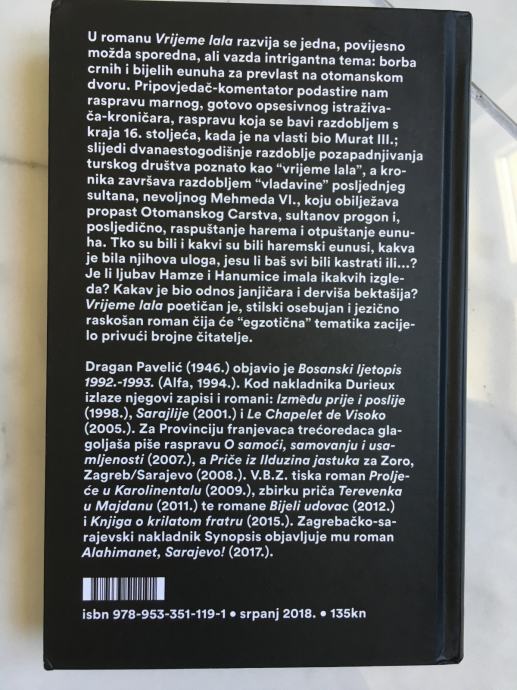 U romanu Vrijeme lala razvija se jedna, povijesno
možda sporedna, ali vazda intrigantna tema: borba
crnih i bijelih eunuha za prevlast na otomanskom
dvoru. Pripovjedač-komentator podastire nam
raspravu marnog, gotovo opsesivnog istraživa-
ča-kroničara, raspravu koja se bavi razdobljem s
kraja 16. stoljeća, kada je na vlasti bio Murat III.;
slijedi dvanaestogodišnje razdoblje pozapadnjivanja
turskog društva poznato kao “vrijeme lala”, a kro-
nika završava razdobljem “vladavine” posljednjeg
sultana, nevoljnog Mehmeda VI., koju obilježava
propast Otomanskog Carstva, sultanov progon i,
posljedično, raspuštanje harema i otpuštanje eunu-
ha. Tko su bili i kakvi su bili haremski eunusi, kakva
je bila njihova uloga, jesu li baš svi bili kastrati ili...?
Je li ljubav Hamze i Hanumice imala ikakvih izgle-
da? Kakav je bio odnos janjičara i derviša bektašija?
Vrijeme lala poetičan je, stilski osebujan i jezično
raskošan roman čija će “egzotična” tematika zacije-
lo privući brojne čitatelje.
Dragan Pavelić (1946.) objavio je Bosanski ljetopis
1992.-1993. (Alfa, 1994.). Kod nakladnika Durieux
izlaze njegovi zapisi i romani: Između prije i poslije
(1998.), Sarajlije (2001.) i Le Chapelet de Visoko
(2005.). Za Provinciju franjevaca trećoredaca gla-
goljaša piše raspravu O samoći, samovanju i usa-
mljenosti (2007.), a Priče iz Ilduzina jastuka za Zoro,
Zagreb/Sarajevo (2008.). V.B.Z. tiska roman Prolje-
će u Karolinentalu (2009.), zbirku priča Terevenka
u Majdanu (2011.) te romane Bijeli udovac (2012.)
i Knjiga o krilatom fratru (2015.). Zagrebačko-sa-
rajevski nakladnik Synopsis objavljuje mu roman
Alahimanet, Sarajevo! (2017.).
isbn 978-953-351-119-1 • srpanj 2018. • 135kn